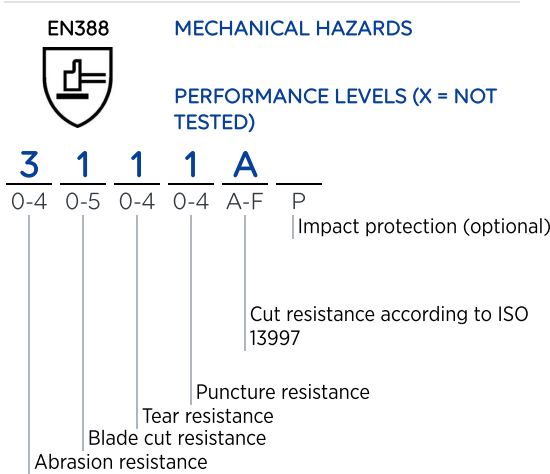 EN388
MECHANICAL HAZARDS
PERFORMANCE LEVELS (X = NOT
TESTED)
3 1 1 1 A
0-4 0-5 0-4 0-4 A-F P
Impact protection (optional)
Cut resistance according to ISO
13997
Puncture resistance
Tear resistance
Blade cut resistance
Abrasion resistance